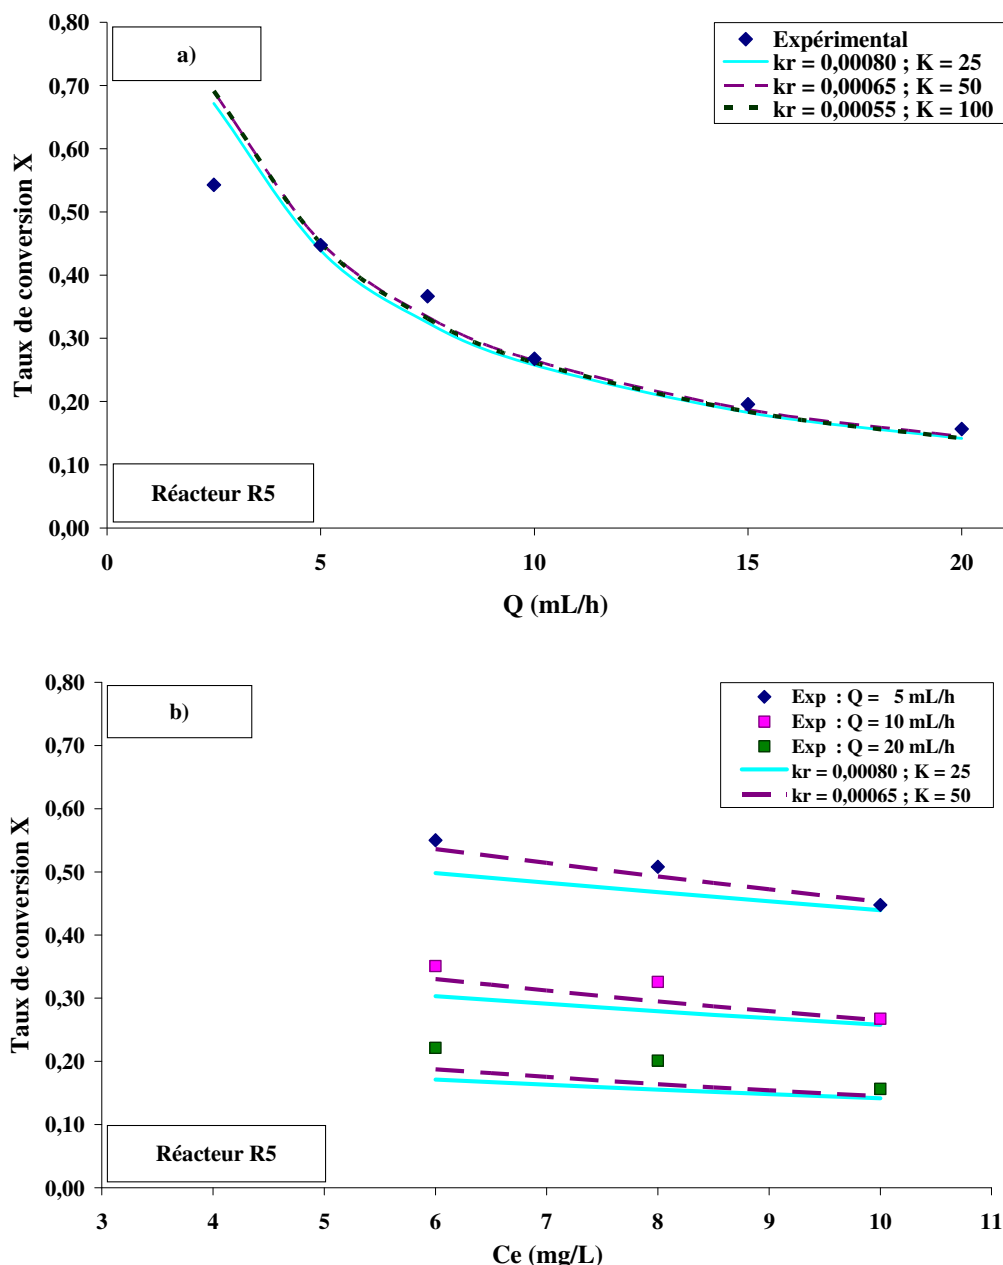 a)
Expérimental
kr = 0,00080 ; K = 25
kr = 0,00065 ; K = 50
kr = 0,00055 ; K = 100
Taux de conversion X
0,80
0,70
0,60
0,50
0,40
0,30
0,20
0,10
0,00
Réacteur R5
0 5 10 15 20
Q (mL/h)
b)
Exp : Q = 5 mL/h
Exp : Q = 10 mL/h
Exp : Q = 20 mL/h
kr = 0,00080 ; K = 25
kr = 0,00065 ; K = 50
Taux de conversion X
0,80
0,70
0,60
0,50
0,40
0,30
0,20
0,10
0,00
Réacteur R5
3 4 5 6 7 8 9 10 11
Ce (mg/L)